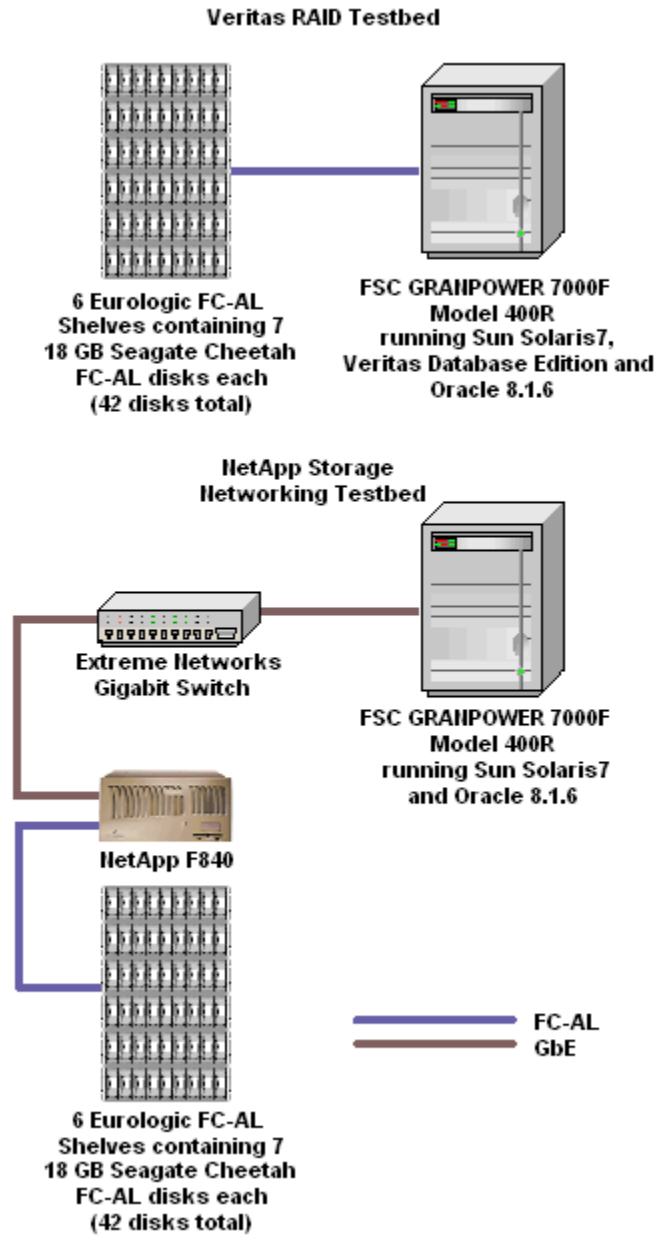 Veritas RAID Testbed
6 Eurologic FC-AL
Shelves containing 7
18 GB Seagate Cheetah
FC-AL disks each
(42 disks total)
FSC GRANPOWER 7000F
Model 400R
running Sun Solaris7,
Veritas Database Edition and
Oracle 8.1.6
NetApp Storage
Networking Testbed
Extreme Networks
Gigabit Switch
FSC GRANPOWER 7000F
Model 400R
running Sun Solaris7
and Oracle 8.1.6
NetApp F840
FC-AL
GbE
6 Eurologic FC-AL
Shelves containing 7
18 GB Seagate Cheetah
FC-AL disks each
(42 disks total)